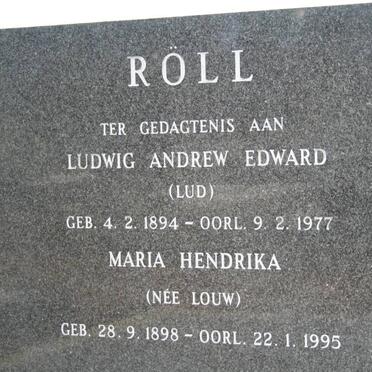 RÖLL
TER GEDAGTENIS AAN
LUDWIG ANDREW EDWARD
(LUD)
GEB. 4. 2. 1894 – OORL. 9. 2. 1977
MARIA HENDRIKA
(NÉE LOUW)
GEB. 28. 9. 1898 – OORL. 22. 1. 1995